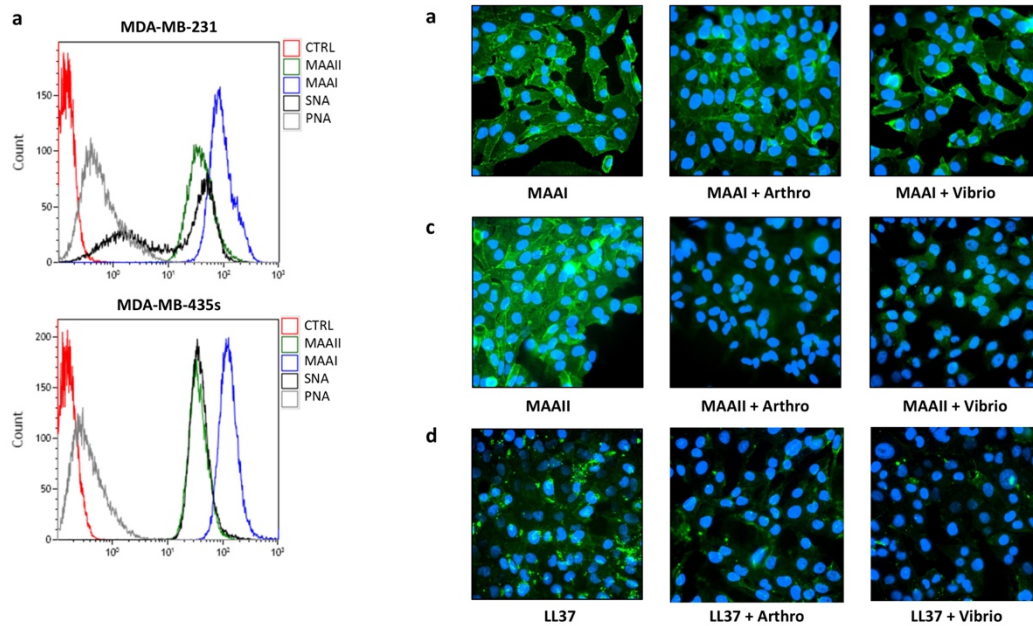 a
MDA-MB-231
CTRL
MAAII
MAAI
SNA
PNA
Count
150
100
50
0
10⁰
10¹
10²
10³
MDA-MB-435s
CTRL
MAAII
MAAI
SNA
PNA
Count
200
150
100
50
0
10⁰
10¹
10²
10³
a
MAAI
MAAI + Arthro
MAAI + Vibrio
c
MAAII
MAAII + Arthro
MAAII + Vibrio
d
LL37
LL37 + Arthro
LL37 + Vibrio